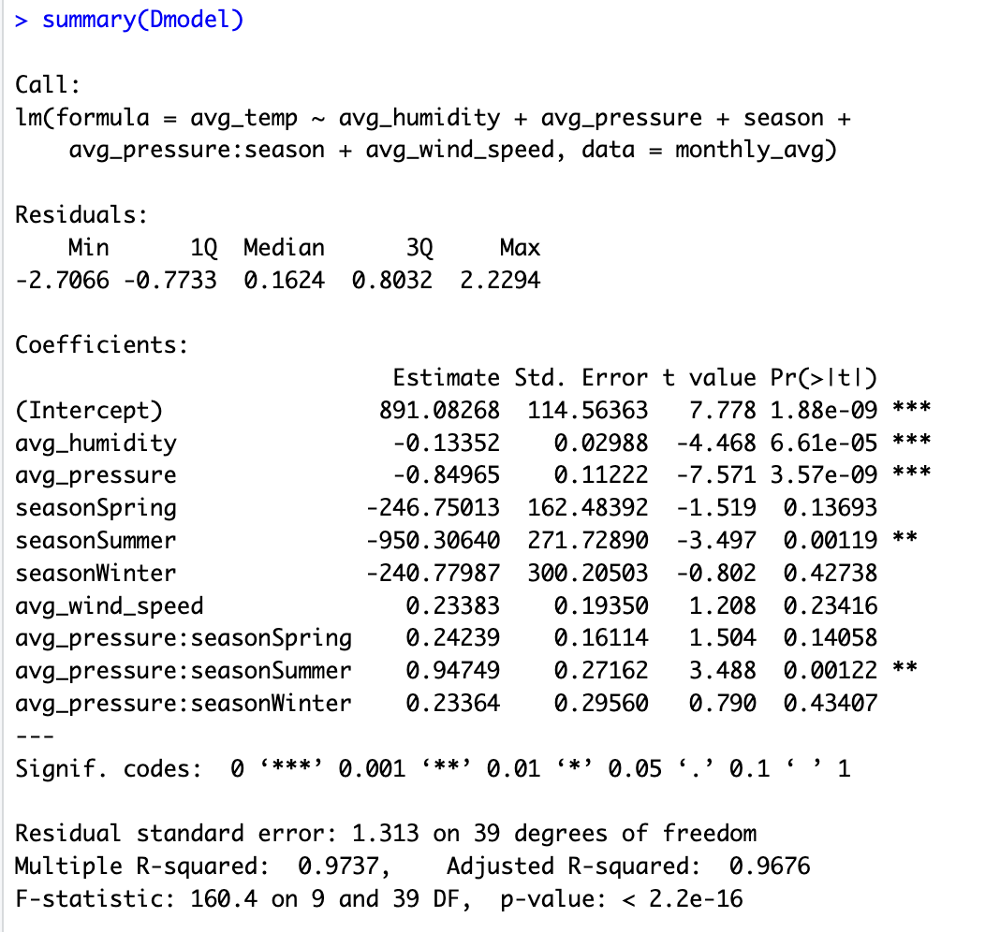 > summary(Dmodel)

Call:
lm(formula = avg_temp ~ avg_humidity + avg_pressure + season +
    avg_pressure:season + avg_wind_speed, data = monthly_avg)

Residuals:
    Min      1Q  Median      3Q     Max
-2.7066 -0.7733  0.1624  0.8032  2.2294

Coefficients:
                           Estimate Std. Error t value Pr(>|t|)
(Intercept)               891.08268  114.56363   7.778 1.88e-09 ***
avg_humidity               -0.13352    0.02988  -4.468 6.61e-05 ***
avg_pressure               -0.84965    0.11222  -7.571 3.57e-09 ***
seasonSpring             -246.75013  162.48392  -1.519  0.13693
seasonSummer             -950.30640  271.72890  -3.497  0.00119 **
seasonWinter             -240.77987  300.20503  -0.802  0.42738
avg_wind_speed              0.23383    0.19350   1.208  0.23416
avg_pressure:seasonSpring   0.24239    0.16114   1.504  0.14058
avg_pressure:seasonSummer   0.94749    0.27162   3.488  0.00122 **
avg_pressure:seasonWinter   0.23364    0.29560   0.790  0.43407
---
Signif. codes:  0 ‘***’ 0.001 ‘**’ 0.01 ‘*’ 0.05 ‘.’ 0.1 ‘ ’ 1

Residual standard error: 1.313 on 39 degrees of freedom
Multiple R-squared:  0.9737,    Adjusted R-squared:  0.9676
F-statistic: 160.4 on 9 and 39 DF,  p-value: < 2.2e-16